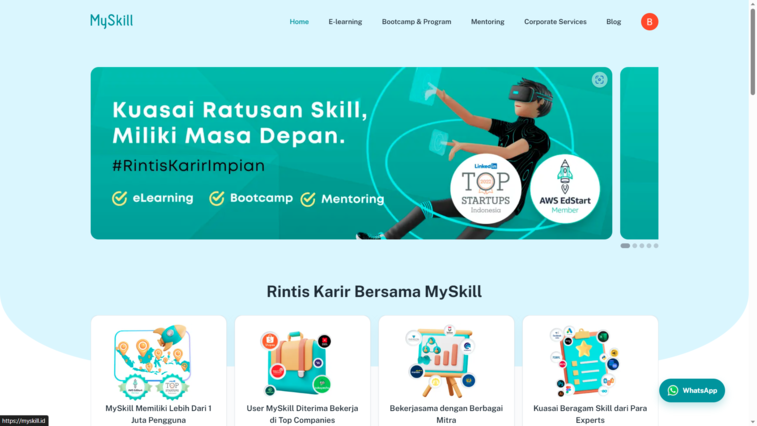 MySkill
Home
E-learning
Bootcamp & Program
Mentoring
Corporate Services
Blog
B
Kuasai Ratusan Skill,
Miliki Masa Depan.
#RintisKarirImpian
eLearning
Bootcamp
Mentoring
LinkedIn
TOP
STARTUPS
Indonesia
AWS EdStart
Member
Rintis Karir Bersama MySkill
MySkill Memiliki Lebih Dari 1
Juta Pengguna
User MySkill Diterima Bekerja
di Top Companies
Bekerjasama dengan Berbagai
Mitra
Kuasai Beragam Skill dari Para
Experts
WhatsApp
https://myskill.id